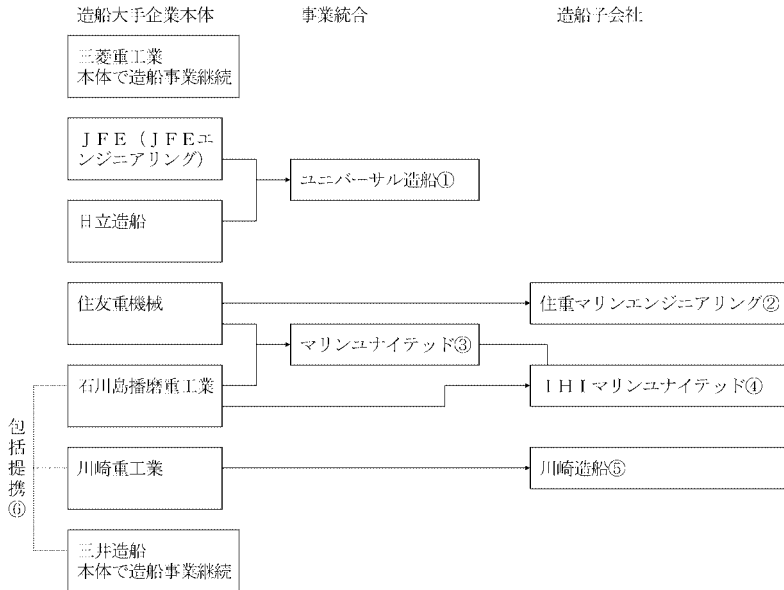 造船大手企業本体　事業統合　造船子会社
三菱重工業
本体で造船事業継続
ＪＦＥ（ＪＦＥエ
ンジニアリング）
ユニバーサル造船①
日立造船
住友重機械
住重マリンエンジニアリング②
マリンユナイテッド③
石川島播磨重工業
ＩＨＩマリンユナイテッド④
包括提携⑥
川崎重工業
川崎造船⑤
三井造船
本体で造船事業継続